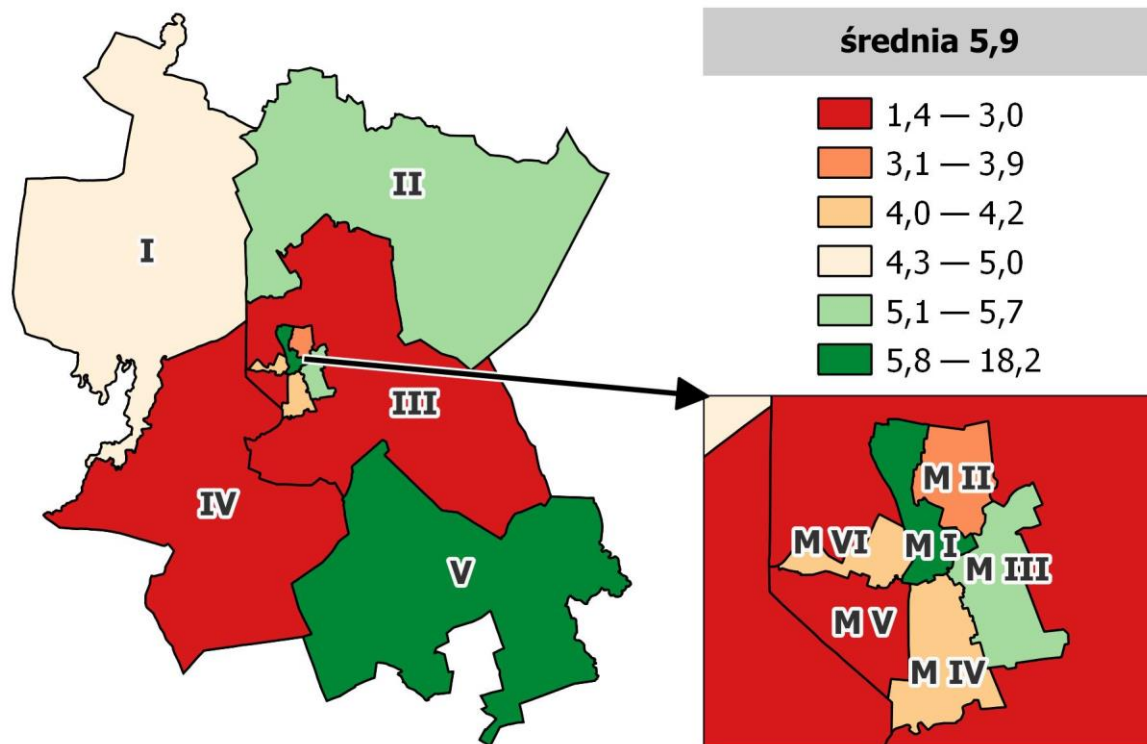 średnia 5,9
1,4 — 3,0
3,1 — 3,9
4,0 — 4,2
4,3 — 5,0
5,1 — 5,7
5,8 — 18,2
I
II
III
IV
V
M II
M VI
M I
M III
M V
M IV